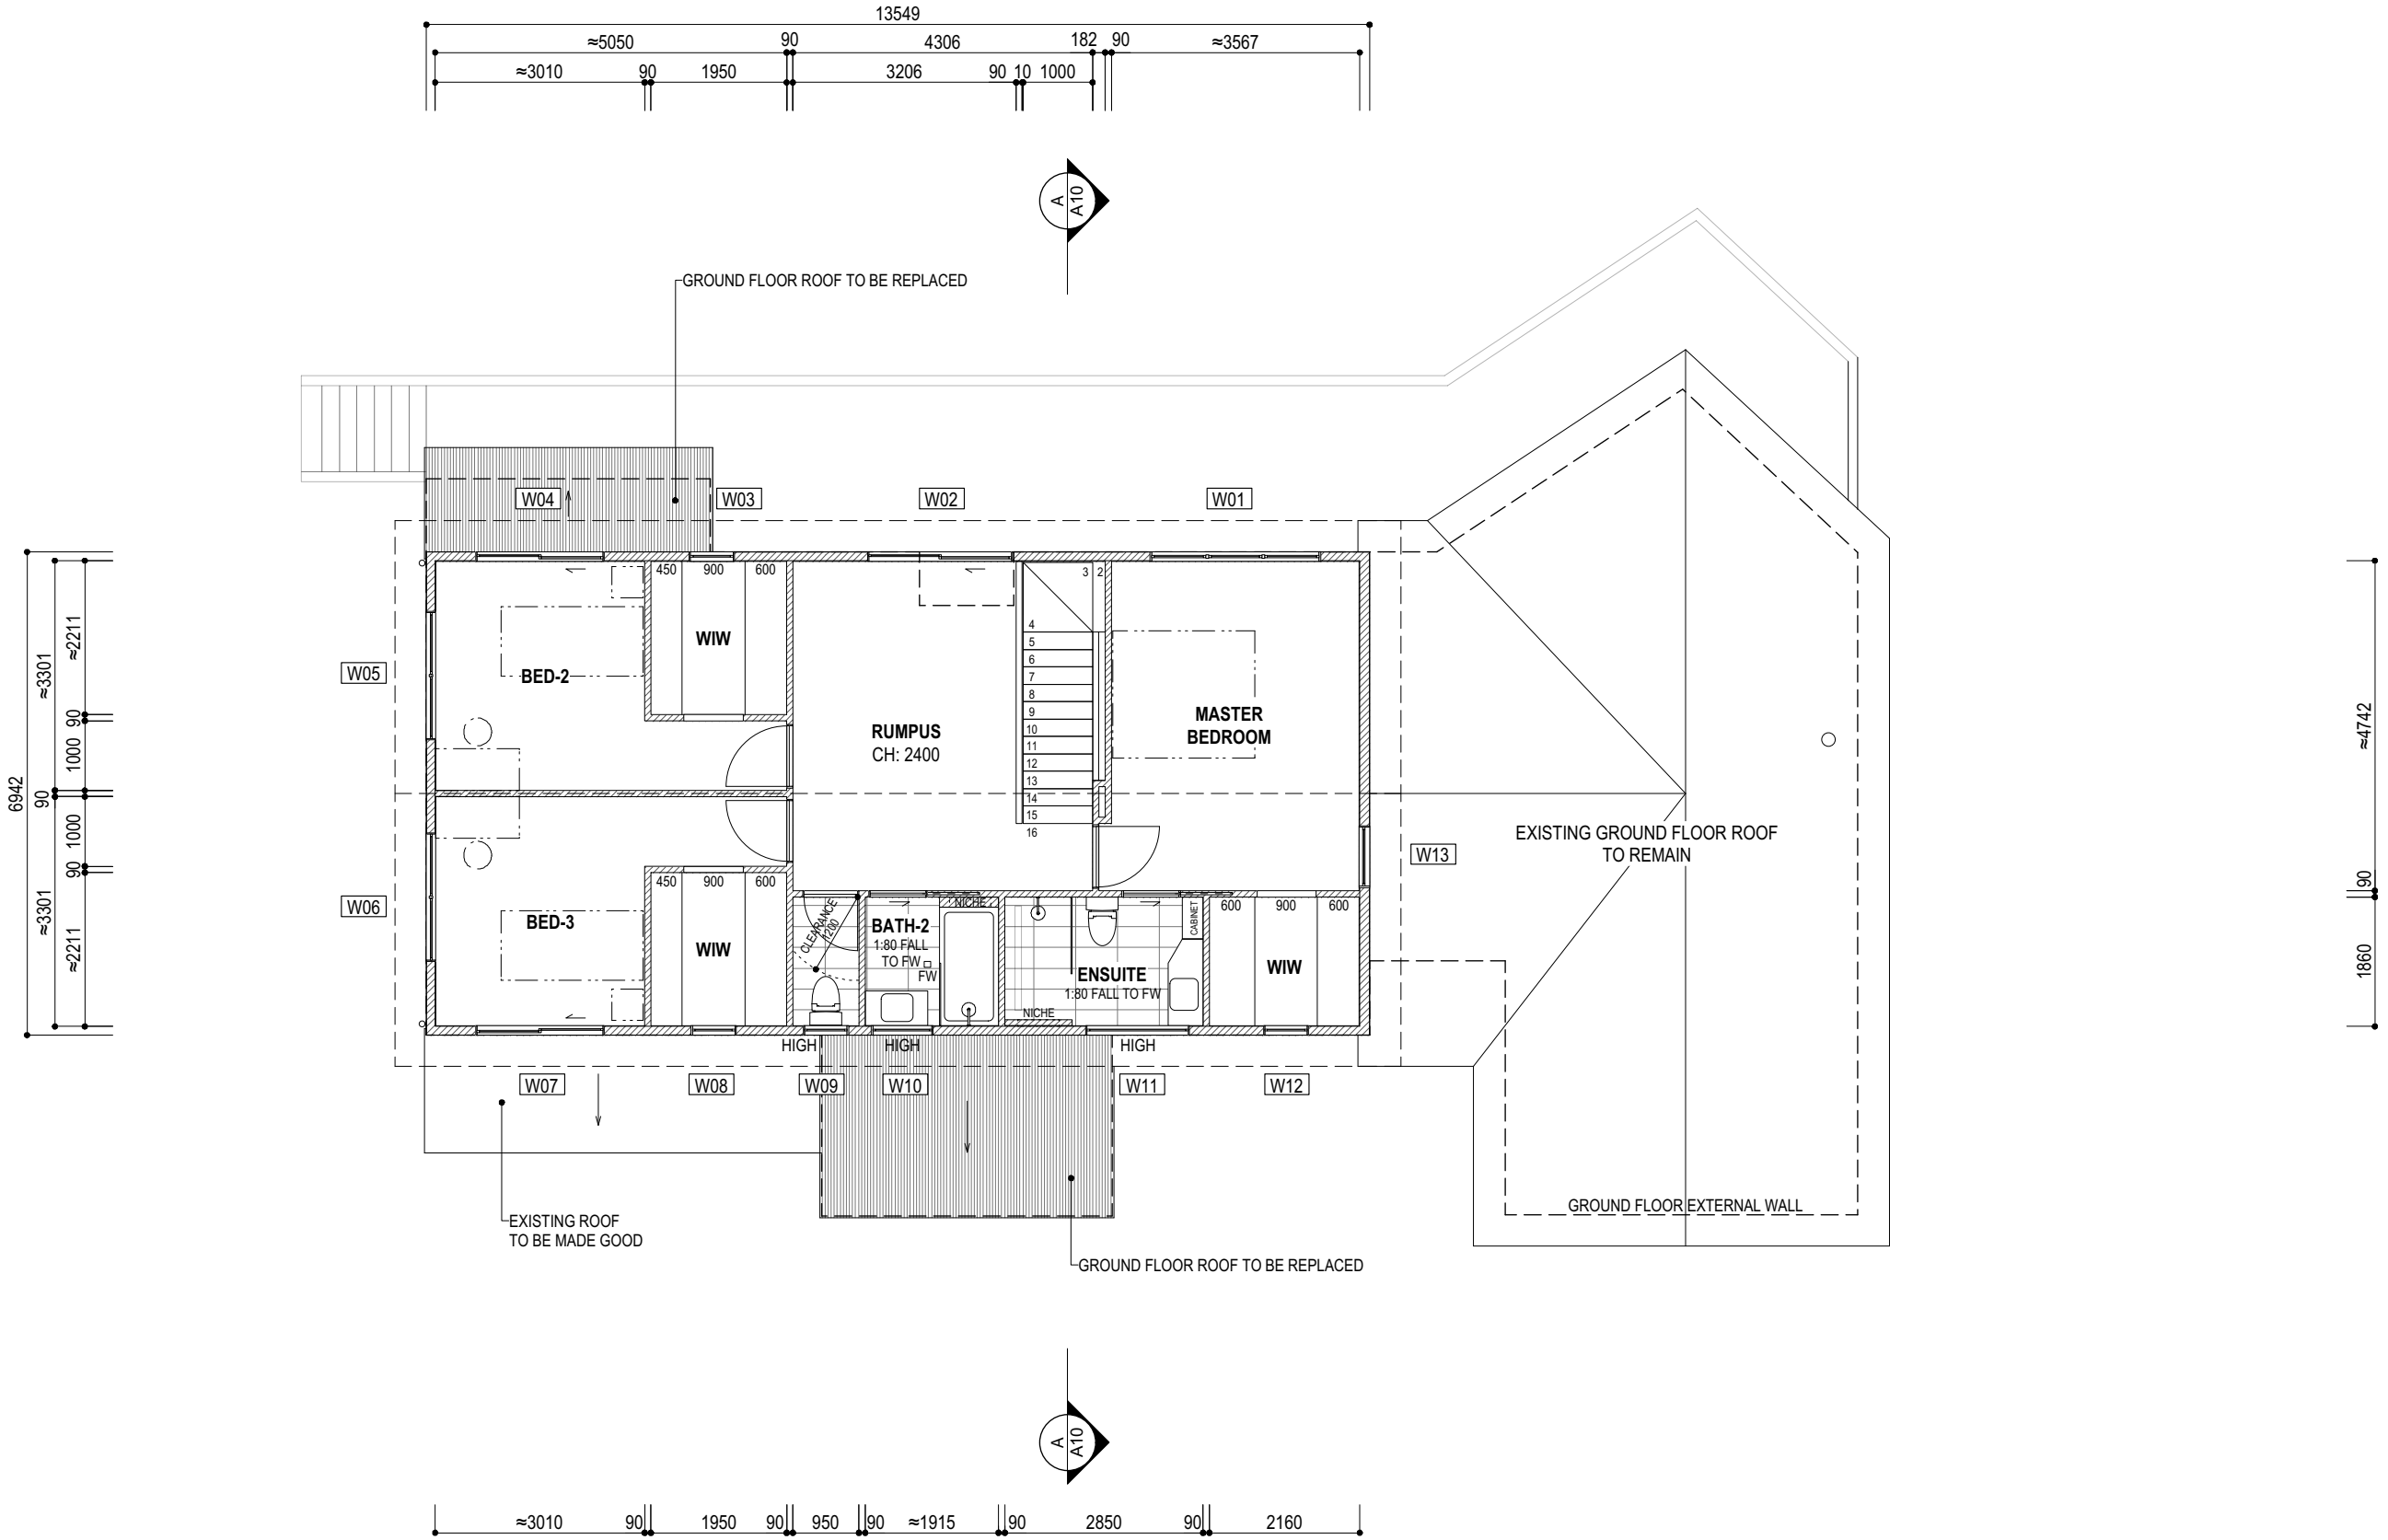 13549
≈5050 90 4306 182 90 ≈3567
≈3010 90 1950 3206 90 10 1000
A
A10
GROUND FLOOR ROOF TO BE REPLACED
W04
W03
W02
W01
450 900 600
3 2
4
5
6
7
8
9
10
11
12
13
14
15
16
WIW
BED-2
W05
RUMPUS
CH: 2400
MASTER
BEDROOM
6942
≈3301
90
≈3301
≈2211
90
1000
1000
90
≈2211
≈4742
90
1860
EXISTING GROUND FLOOR ROOF
TO REMAIN
W13
W06
450 900 600
BED-3
WIW
CLEARANCE
1200
NICHE
BATH-2
1:80 FALL
TO FW
FW
CABINET
600 900 600
ENSUITE
1:80 FALL TO FW
NICHE
WIW
HIGH
HIGH
HIGH
W07
W08
W09
W10
W11
W12
GROUND FLOOR EXTERNAL WALL
EXISTING ROOF
TO BE MADE GOOD
GROUND FLOOR ROOF TO BE REPLACED
A
A10
≈3010 90 1950 90 950 90 ≈1915 90 2850 90 2160